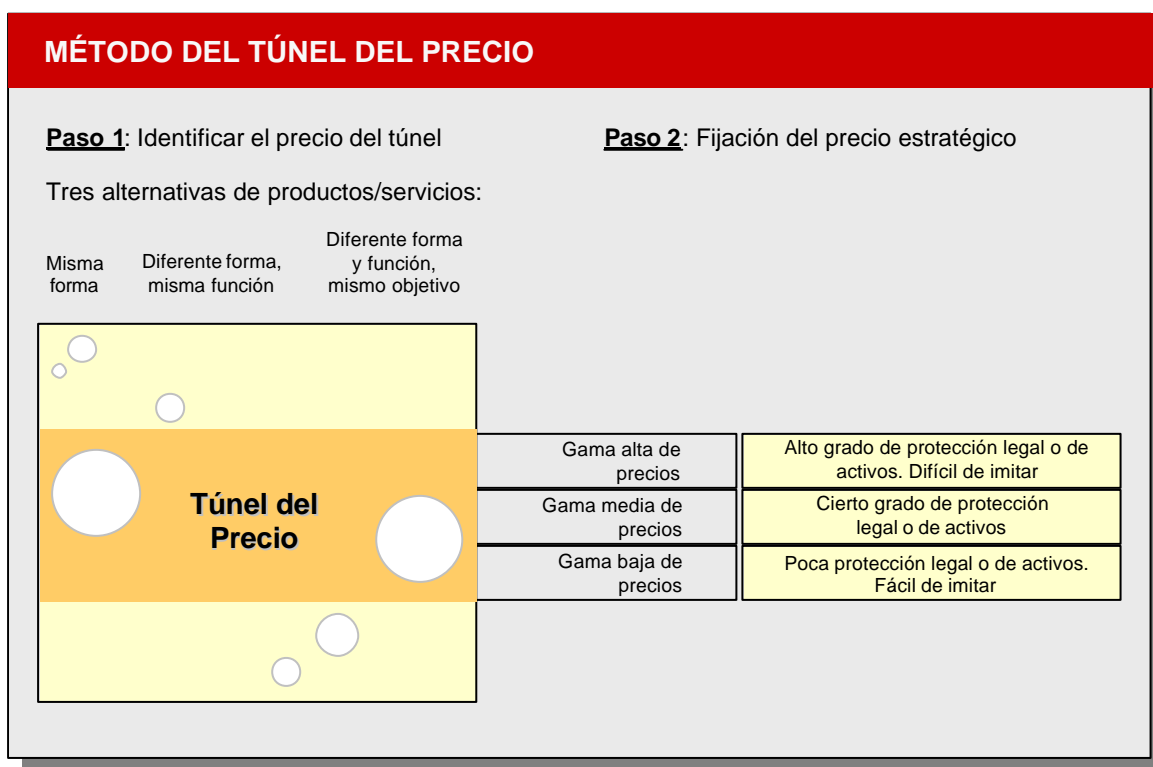 MÉTODO DEL TÚNEL DEL PRECIO
Paso 1: Identificar el precio del túnel
Paso 2: Fijación del precio estratégico
Tres alternativas de productos/servicios:
Misma
forma
Diferente forma,
misma función
Diferente forma
y función,
mismo objetivo
Túnel del
Precio
Gama alta de
precios
Alto grado de protección legal o de
activos. Difícil de imitar
Gama media de
precios
Cierto grado de protección
legal o de activos
Gama baja de
precios
Poca protección legal o de activos.
Fácil de imitar